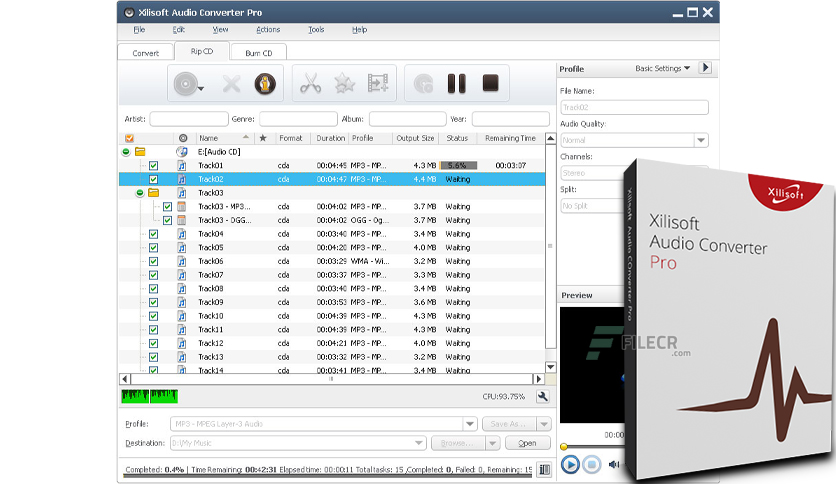 Xilisoft Audio Converter Pro
File Edit View Actions Tools Help
Convert Rip CD Burn CD
Artist: Genre: Album: Year:
Name Format Duration Profile Output Size Status Remaining Time
E:[Audio CD]
Track01 cda 00:04:45 MP3 - MP... 4.3 MB 5.6% 00:03:07
Track02 cda 00:04:47 MP3 - MP... 4.4 MB Waiting
Track03
Track03 - MP3... cda 00:04:02 MP3 - MP... 3.7 MB Waiting
Track03 - OGG... cda 00:04:02 OGG - Og... 3.7 MB Waiting
Track04 cda 00:03:40 MP3 - MP... 3.4 MB Waiting
Track05 cda 00:04:20 MP3 - MP... 4.0 MB Waiting
Track06 cda 00:03:29 WMA - Wi... 3.2 MB Waiting
Track07 cda 00:03:37 MP3 - MP... 3.3 MB Waiting
Track08 cda 00:03:40 MP3 - MP... 3.4 MB Waiting
Track09 cda 00:03:53 MP3 - MP... 3.6 MB Waiting
Track10 cda 00:04:39 MP3 - MP... 4.3 MB Waiting
Track11 cda 00:04:39 MP3 - MP... 4.3 MB Waiting
Track12 cda 00:04:21 MP3 - MP... 4.0 MB Waiting
Track13 cda 00:03:32 MP3 - MP... 3.2 MB Waiting
Track14 cda 00:03:41 MP3 - MP... 3.4 MB Waiting
CPU:93.75%
Profile: MP3 - MPEG Layer-3 Audio Save As...
Destination: D:\My Music Browse... Open
Completed: 0.4% | Time Remaining: 00:42:31 Elapsed time: 00:00:11 Total tasks: 15 ,Completed: 0, Failed: 0, Remaining: 15
Profile Basic Settings
File Name:
Track02
Audio Quality:
Normal
Channels:
Stereo
Split:
No Split
Preview
FILECR
.com
00:00
Xilisoft
Xilisoft
Audio Converter
Pro
Xilisoft Audio COnverter Pro